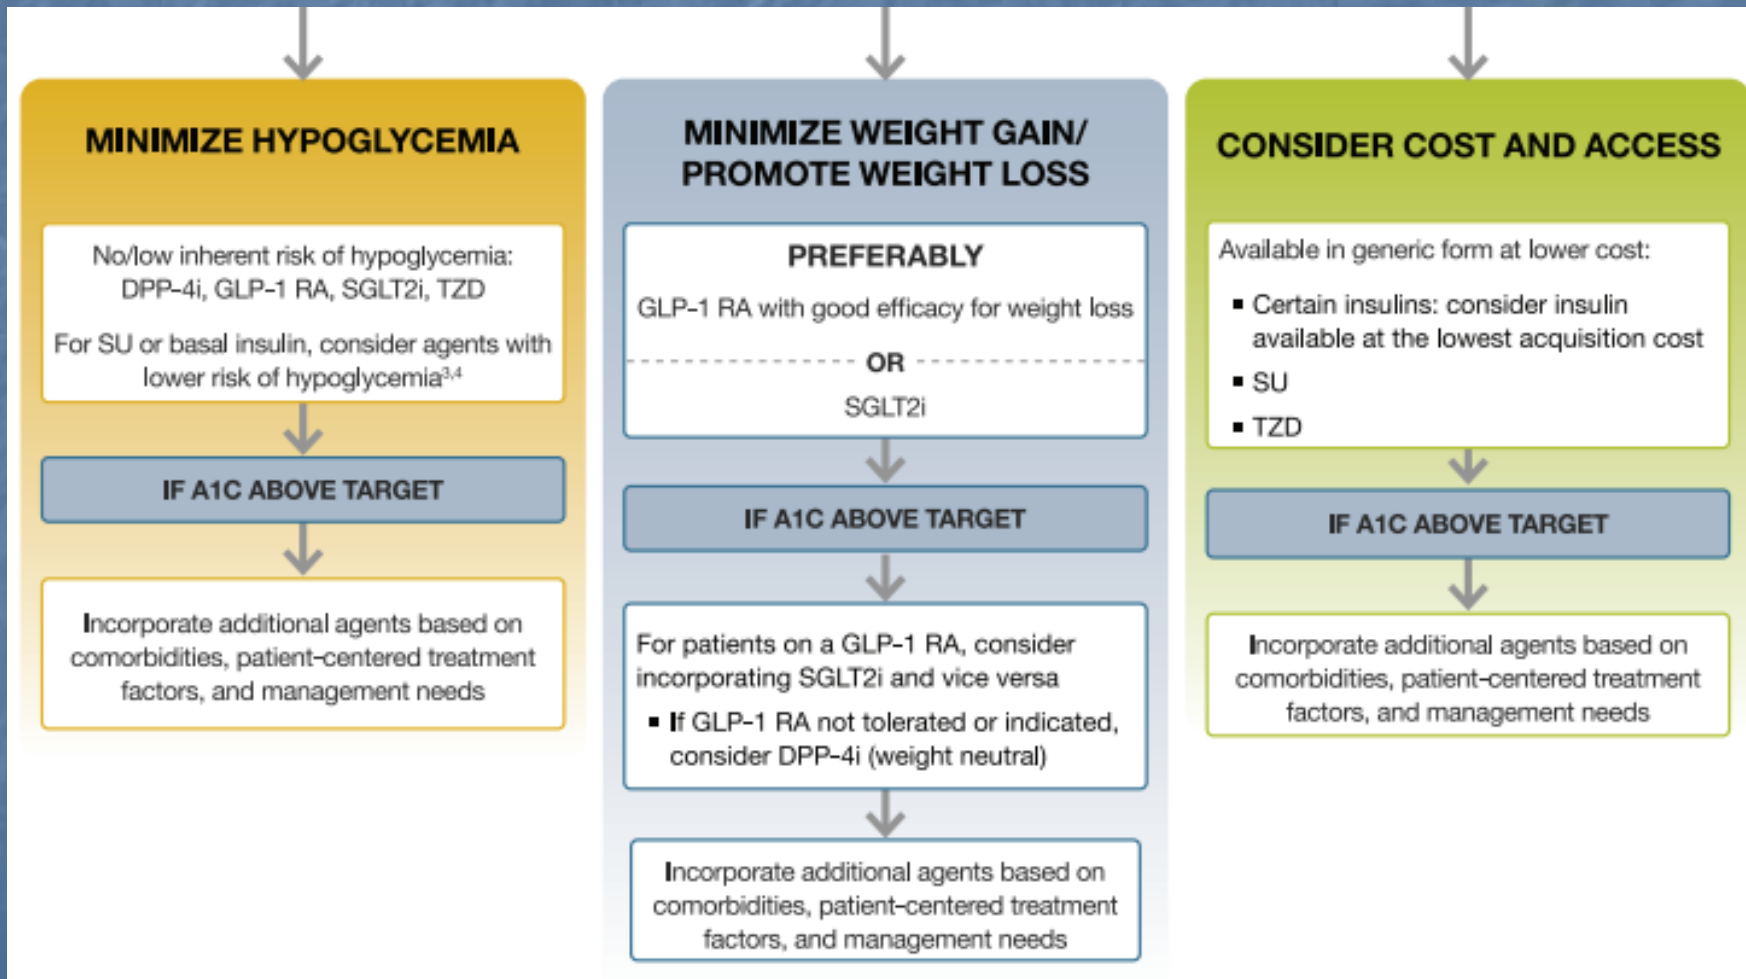 MINIMIZE HYPOGLYCEMIA
No/low inherent risk of hypoglycemia:
DPP-4i, GLP-1 RA, SGLT2i, TZD
For SU or basal insulin, consider agents with
lower risk of hypoglycemia3,4
IF A1C ABOVE TARGET
Incorporate additional agents based on
comorbidities, patient-centered treatment
factors, and management needs
MINIMIZE WEIGHT GAIN/
PROMOTE WEIGHT LOSS
PREFERABLY
GLP-1 RA with good efficacy for weight loss
OR
SGLT2i
IF A1C ABOVE TARGET
For patients on a GLP-1 RA, consider
incorporating SGLT2i and vice versa
▪ If GLP-1 RA not tolerated or indicated,
consider DPP-4i (weight neutral)
Incorporate additional agents based on
comorbidities, patient-centered treatment
factors, and management needs
CONSIDER COST AND ACCESS
Available in generic form at lower cost:
▪ Certain insulins: consider insulin
available at the lowest acquisition cost
▪ SU
▪ TZD
IF A1C ABOVE TARGET
Incorporate additional agents based on
comorbidities, patient-centered treatment
factors, and management needs